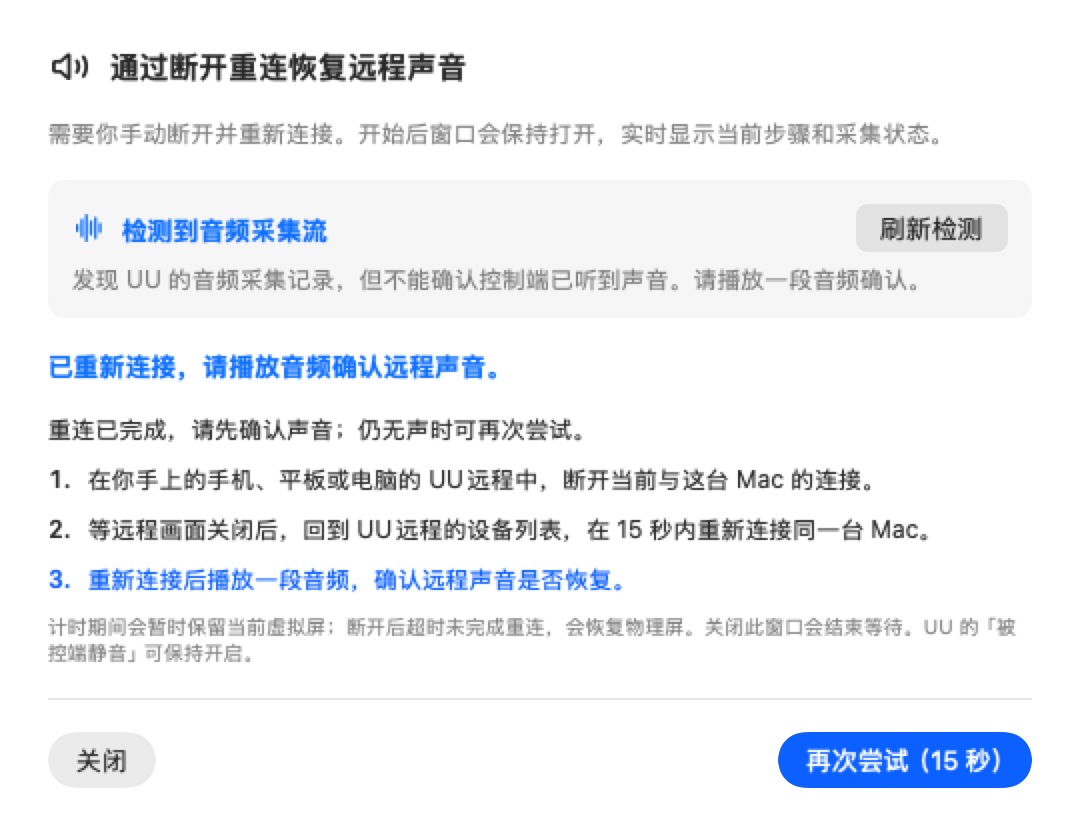 通过断开重连恢复远程声音
需要你手动断开并重新连接。开始后窗口会保持打开，实时显示当前步骤和采集状态。
检测到音频采集流
刷新检测
发现 UU 的音频采集记录，但不能确认控制端已听到声音。请播放一段音频确认。
已重新连接，请播放音频确认远程声音。
重连已完成，请先确认声音；仍无声时可再次尝试。
1. 在你手上的手机、平板或电脑的 UU远程中，断开当前与这台 Mac 的连接。
2. 等远程画面关闭后，回到 UU远程的设备列表，在 15 秒内重新连接同一台 Mac。
3. 重新连接后播放一段音频，确认远程声音是否恢复。
计时期间会暂时保留当前虚拟屏；断开后超时未完成重连，会恢复物理屏。关闭此窗口会结束等待。UU 的「被
控端静音」可保持开启。
关闭
再次尝试（15 秒）